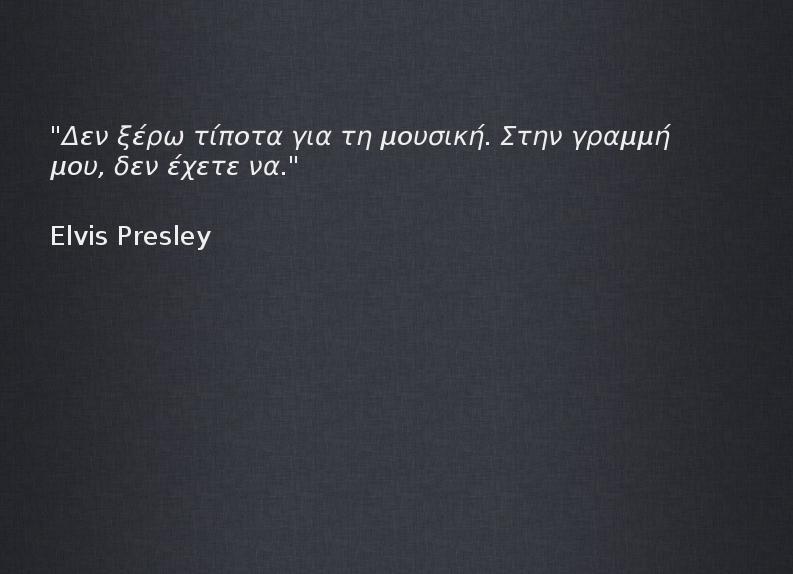 "Δεν ξέρω τίποτα για τη μουσική. Στην γραμμή
μου, δεν έχετε να."
Elvis Presley